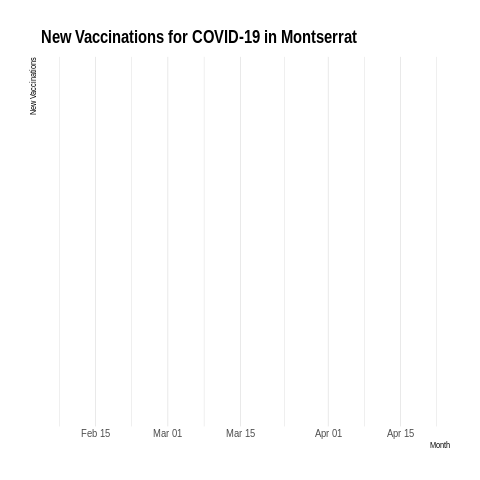 New Vaccinations for COVID-19 in Montserrat
New Vaccinations
Feb 15
Mar 01
Mar 15
Apr 01
Apr 15
Month